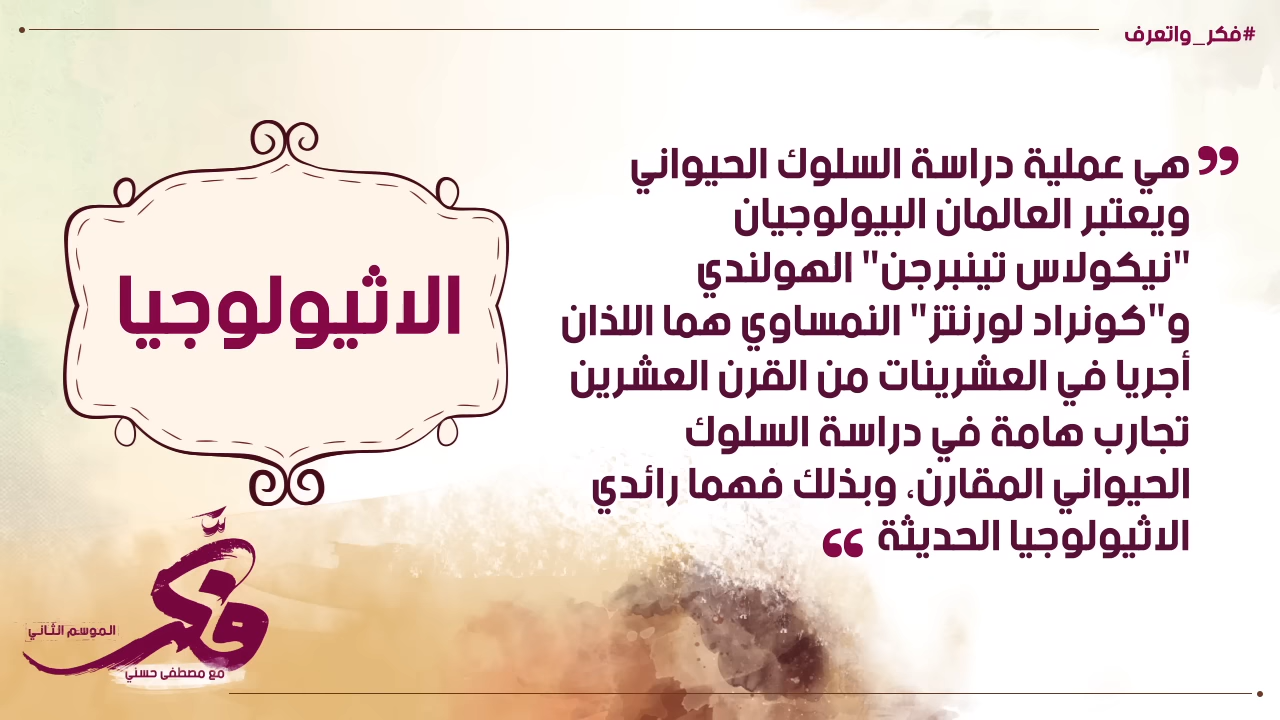 #فكر_واتعرف
الاثيولوجيا
هي عملية دراسة السلوك الحيواني
ويعتبر العالمان البيولوجيان
"نيكولاس تينبرجن" الهولندي
و"كونراد لورنتز" النمساوي هما اللذان
أجريا في العشرينات من القرن العشرين
تجارب هامة في دراسة السلوك
الحيواني المقارن، وبذلك فهما رائدي
الاثيولوجيا الحديثة
فكّر
الموسم الثاني
مع مصطفى حسني